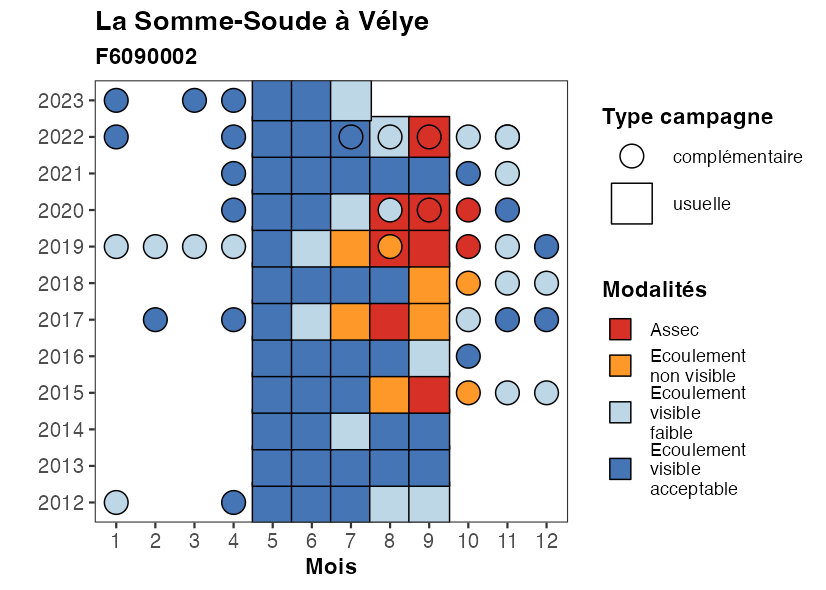 La Somme-Soude à Vélye
F6090002
2023
2022
2021
2020
2019
2018
2017
2016
2015
2014
2013
2012
1 2 3 4 5 6 7 8 9 10 11 12
Mois
Type campagne
complémentaire
usuelle
Modalités
Assec
Ecoulement
non visible
Ecoulement
visible
faible
Ecoulement
visible
acceptable